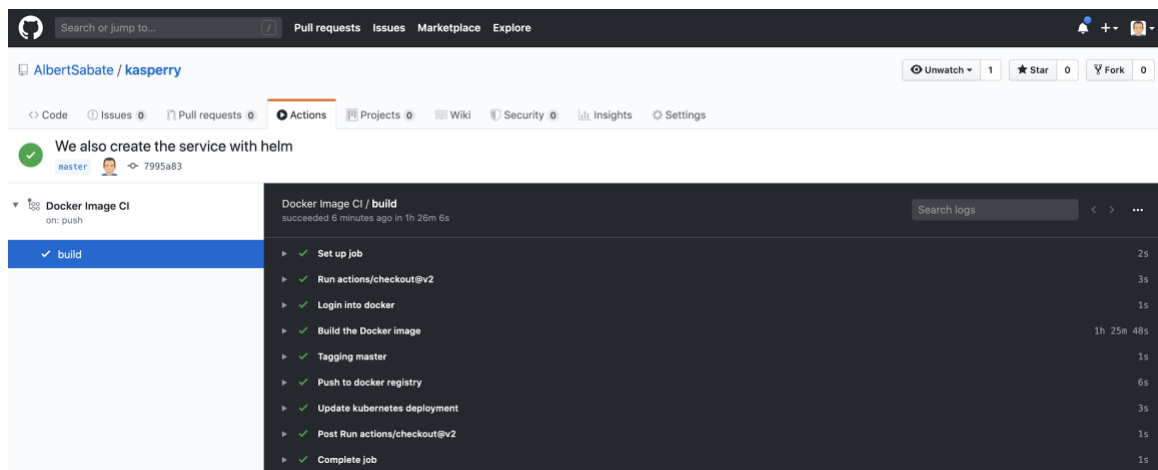 Search or jump to... / Pull requests Issues Marketplace Explore
AlbertSabate / kasperry Unwatch 1 Star 0 Fork 0
Code Issues 0 Pull requests 0 Actions Projects 0 Wiki Security 0 Insights Settings
We also create the service with helm
master 7995a83
Docker Image CI
on: push
build
Docker Image CI / build
succeeded 6 minutes ago in 1h 26m 6s
Search logs
Set up job 2s
Run actions/checkout@v2 3s
Login into docker 1s
Build the Docker image 1h 25m 48s
Tagging master 1s
Push to docker registry 6s
Update kubernetes deployment 3s
Post Run actions/checkout@v2 1s
Complete job 1s